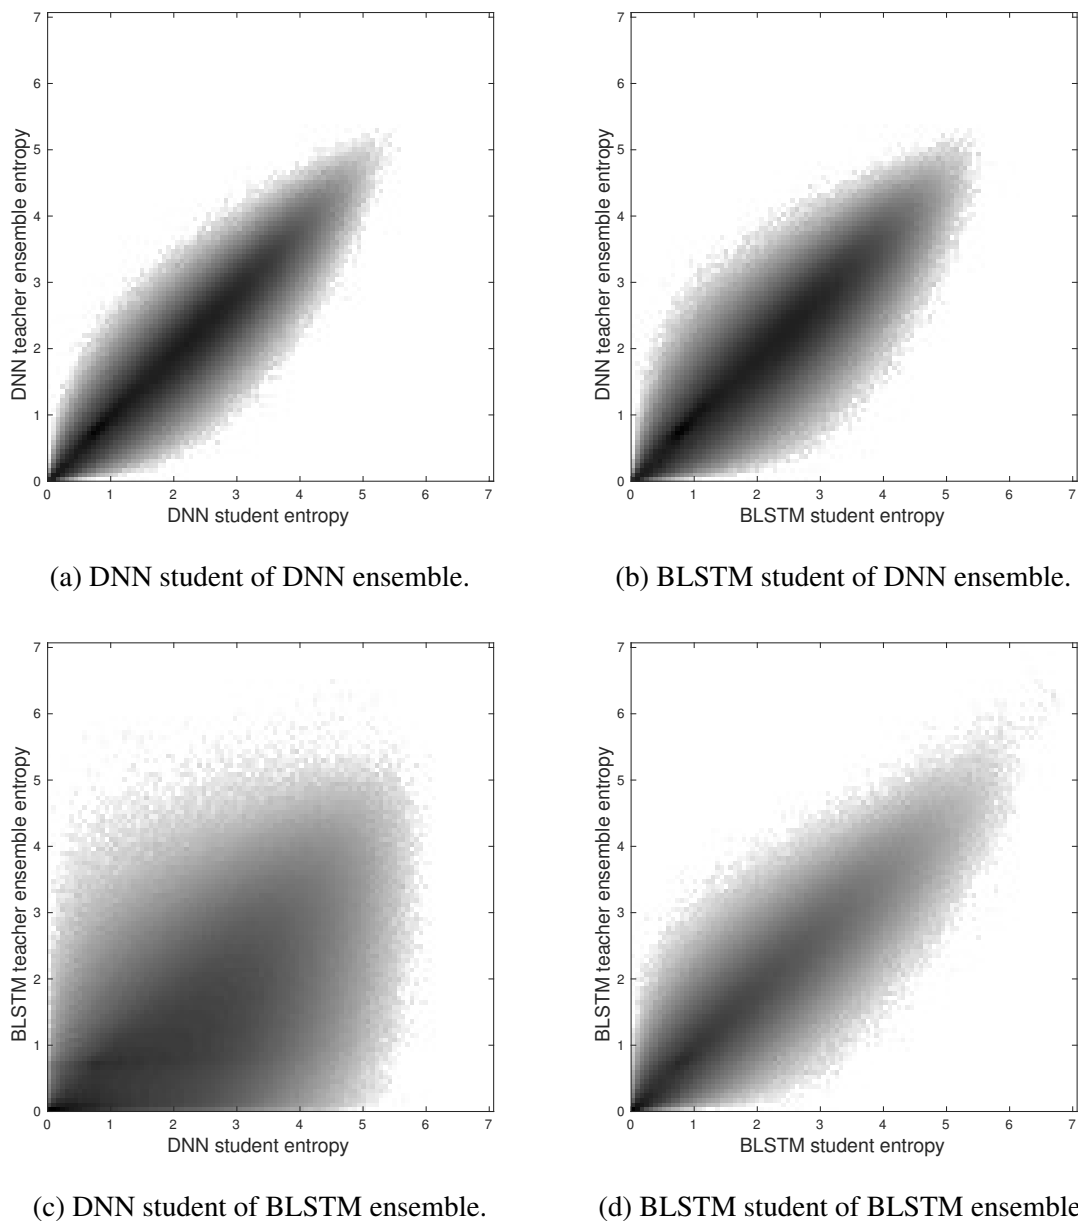 7
6
5
4
3
2
1
0
DNN teacher ensemble entropy
0 1 2 3 4 5 6 7
DNN student entropy
(a) DNN student of DNN ensemble.
7
6
5
4
3
2
1
0
DNN teacher ensemble entropy
0 1 2 3 4 5 6 7
BLSTM student entropy
(b) BLSTM student of DNN ensemble.
7
6
5
4
3
2
1
0
BLSTM teacher ensemble entropy
0 1 2 3 4 5 6 7
DNN student entropy
(c) DNN student of BLSTM ensemble.
7
6
5
4
3
2
1
0
BLSTM teacher ensemble entropy
0 1 2 3 4 5 6 7
BLSTM student entropy
(d) BLSTM student of BLSTM ensemble